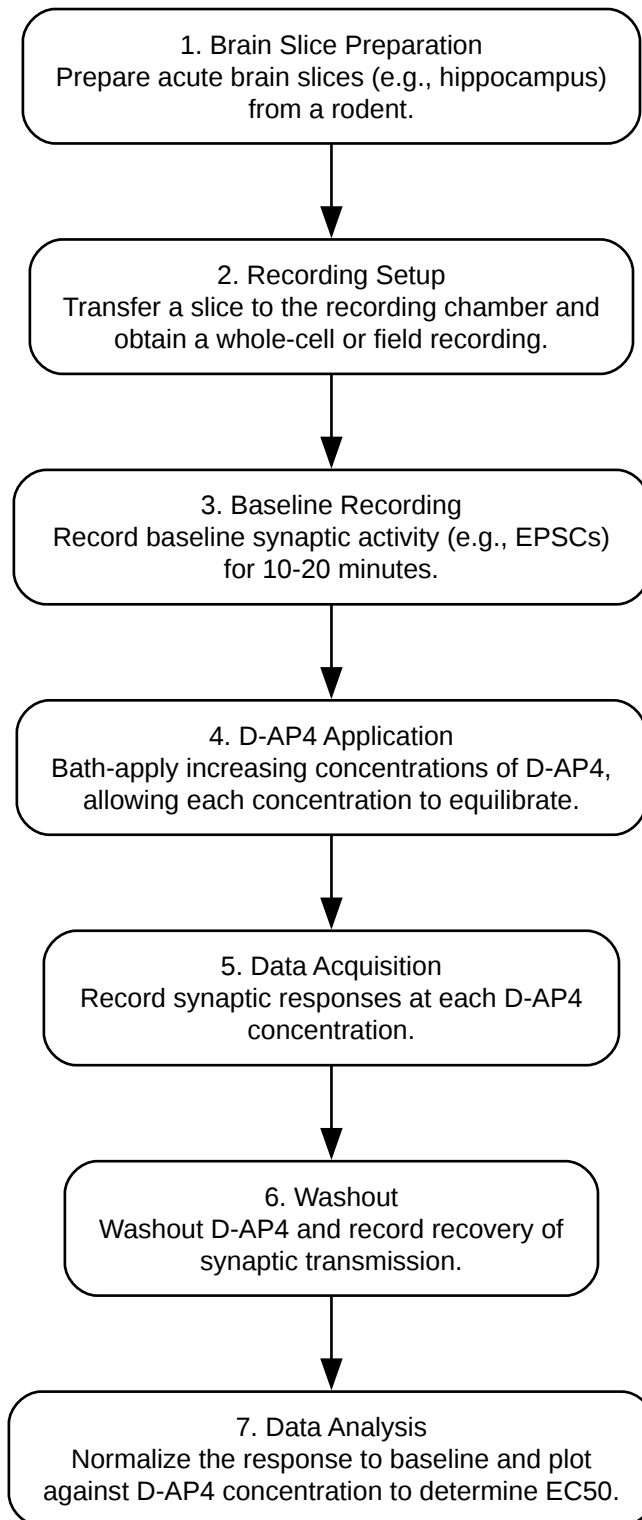 1. Brain Slice Preparation
Prepare acute brain slices (e.g., hippocampus)
from a rodent.
2. Recording Setup
Transfer a slice to the recording chamber and
obtain a whole-cell or field recording.
3. Baseline Recording
Record baseline synaptic activity (e.g., EPSCs)
for 10-20 minutes.
4. D-AP4 Application
Bath-apply increasing concentrations of D-AP4,
allowing each concentration to equilibrate.
5. Data Acquisition
Record synaptic responses at each D-AP4
concentration.
6. Washout
Washout D-AP4 and record recovery of
synaptic transmission.
7. Data Analysis
Normalize the response to baseline and plot
against D-AP4 concentration to determine EC50.